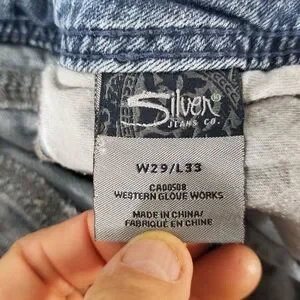 Silver®
JEANS CO.
W29/L33
CA00508
WESTERN GLOVE WORKS
MADE IN CHINA/
FABRIQUÉ EN CHINE